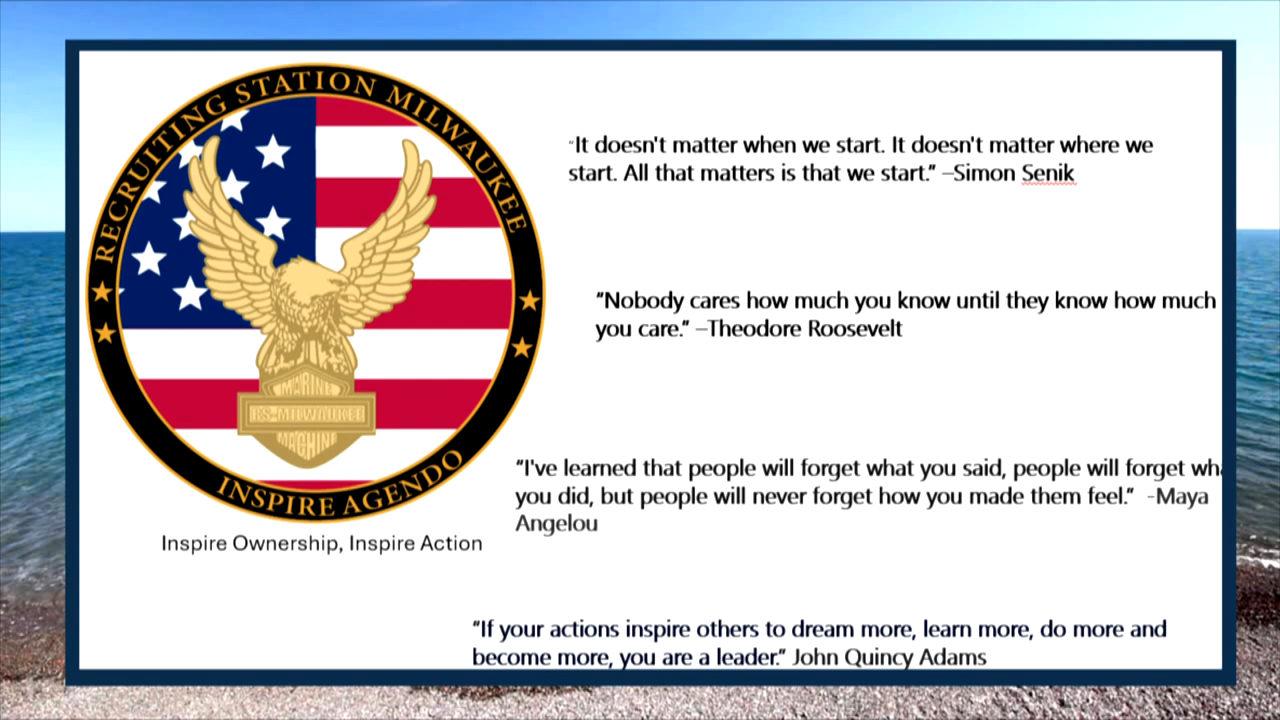 RECRUITING STATION MILWAUKEE
MARINE
RS-MILWAUKEE
MACHINE
INSPIRE AGENDO
Inspire Ownership, Inspire Action
“It doesn't matter when we start. It doesn't matter where we
start. All that matters is that we start.” –Simon Senik
“Nobody cares how much you know until they know how much
you care.” –Theodore Roosevelt
“I've learned that people will forget what you said, people will forget wha
you did, but people will never forget how you made them feel.” -Maya
Angelou
“If your actions inspire others to dream more, learn more, do more and
become more, you are a leader.” John Quincy Adams